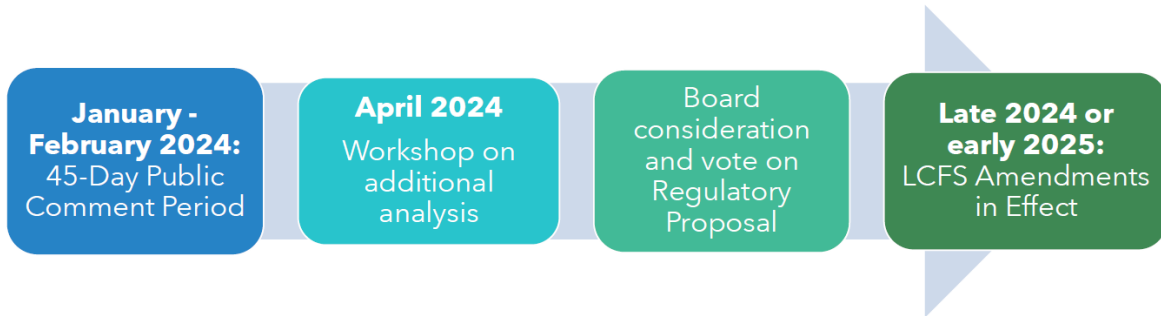 January -
February 2024:
45-Day Public
Comment Period
April 2024
Workshop on
additional
analysis
Board
consideration
and vote on
Regulatory
Proposal
Late 2024 or
early 2025:
LCFS Amendments
in Effect